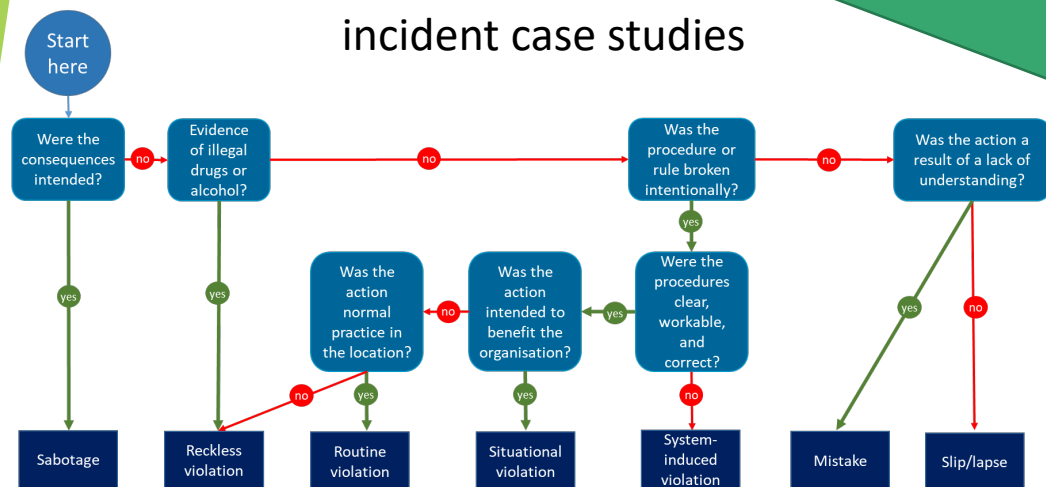 incident case studies
Start
here
Were the
consequences
intended?
no
Evidence
of illegal
drugs or
alcohol?
no
Was the
procedure or
rule broken
intentionally?
no
Was the action a
result of a lack of
understanding?
yes
Was the
action
normal
practice in
the location?
no
Was the
action
intended to
benefit the
organisation?
yes
Were the
procedures
clear,
workable,
and
correct?
yes
yes
yes
no
no
yes
yes
no
yes
Sabotage
Reckless
violation
Routine
violation
Situational
violation
System-
induced
violation
Mistake
Slip/lapse